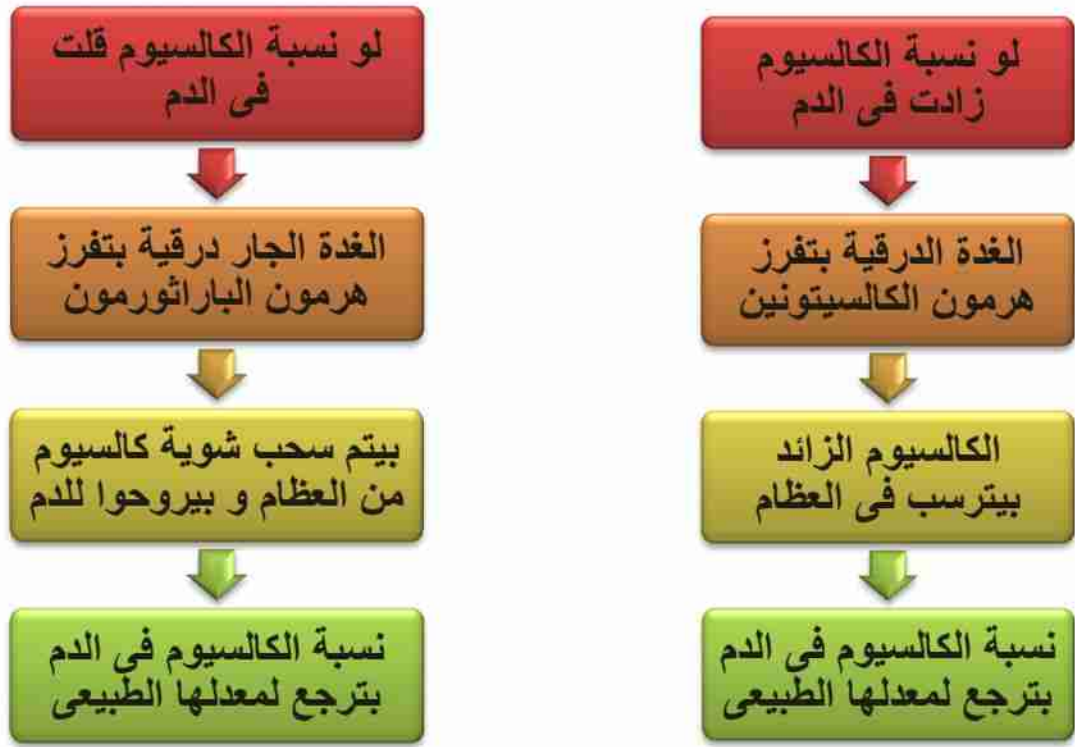 لو نسبة الكالسيوم
زادت فى الدم
الغدة الدرقية بتفرز
هرمون الكالسيتونين
الكالسيوم الزائد
بيترسب فى العظام
نسبة الكالسيوم فى الدم
بترجع لمعدلها الطبيعى
لو نسبة الكالسيوم قلت
فى الدم
الغدة الجار درقية بتفرز
هرمون الباراثورمون
بيتم سحب شوية كالسيوم
من العظام و بيروحوا للدم
نسبة الكالسيوم فى الدم
بترجع لمعدلها الطبيعى